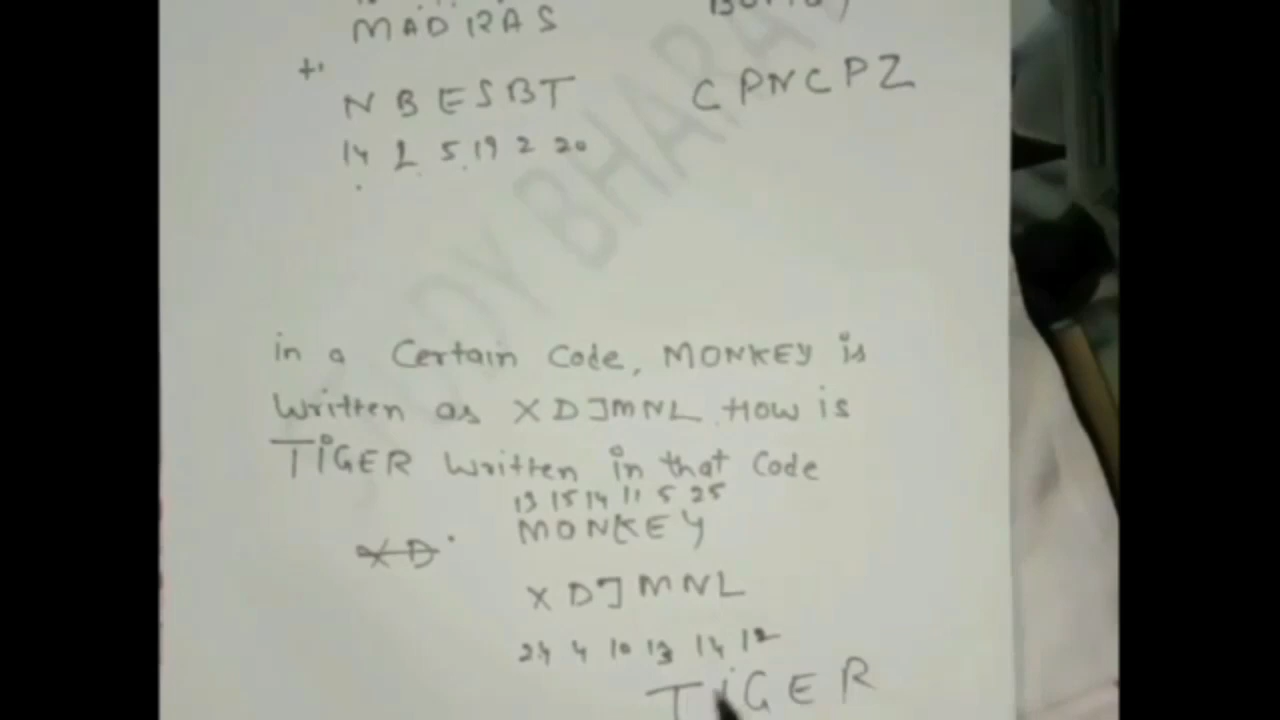 MADRAS
+1
NBESBT CPNCPZ
14 2 5 19 2 20
STUDY BHARAT
in a Certain Code, MONKEY is
Written as XDJMNL How is
TiGER Written in that Code
13 15 14 11 5 25
MONKEY
XD
XDJMNL
24 4 10 13 14 12
TiGER